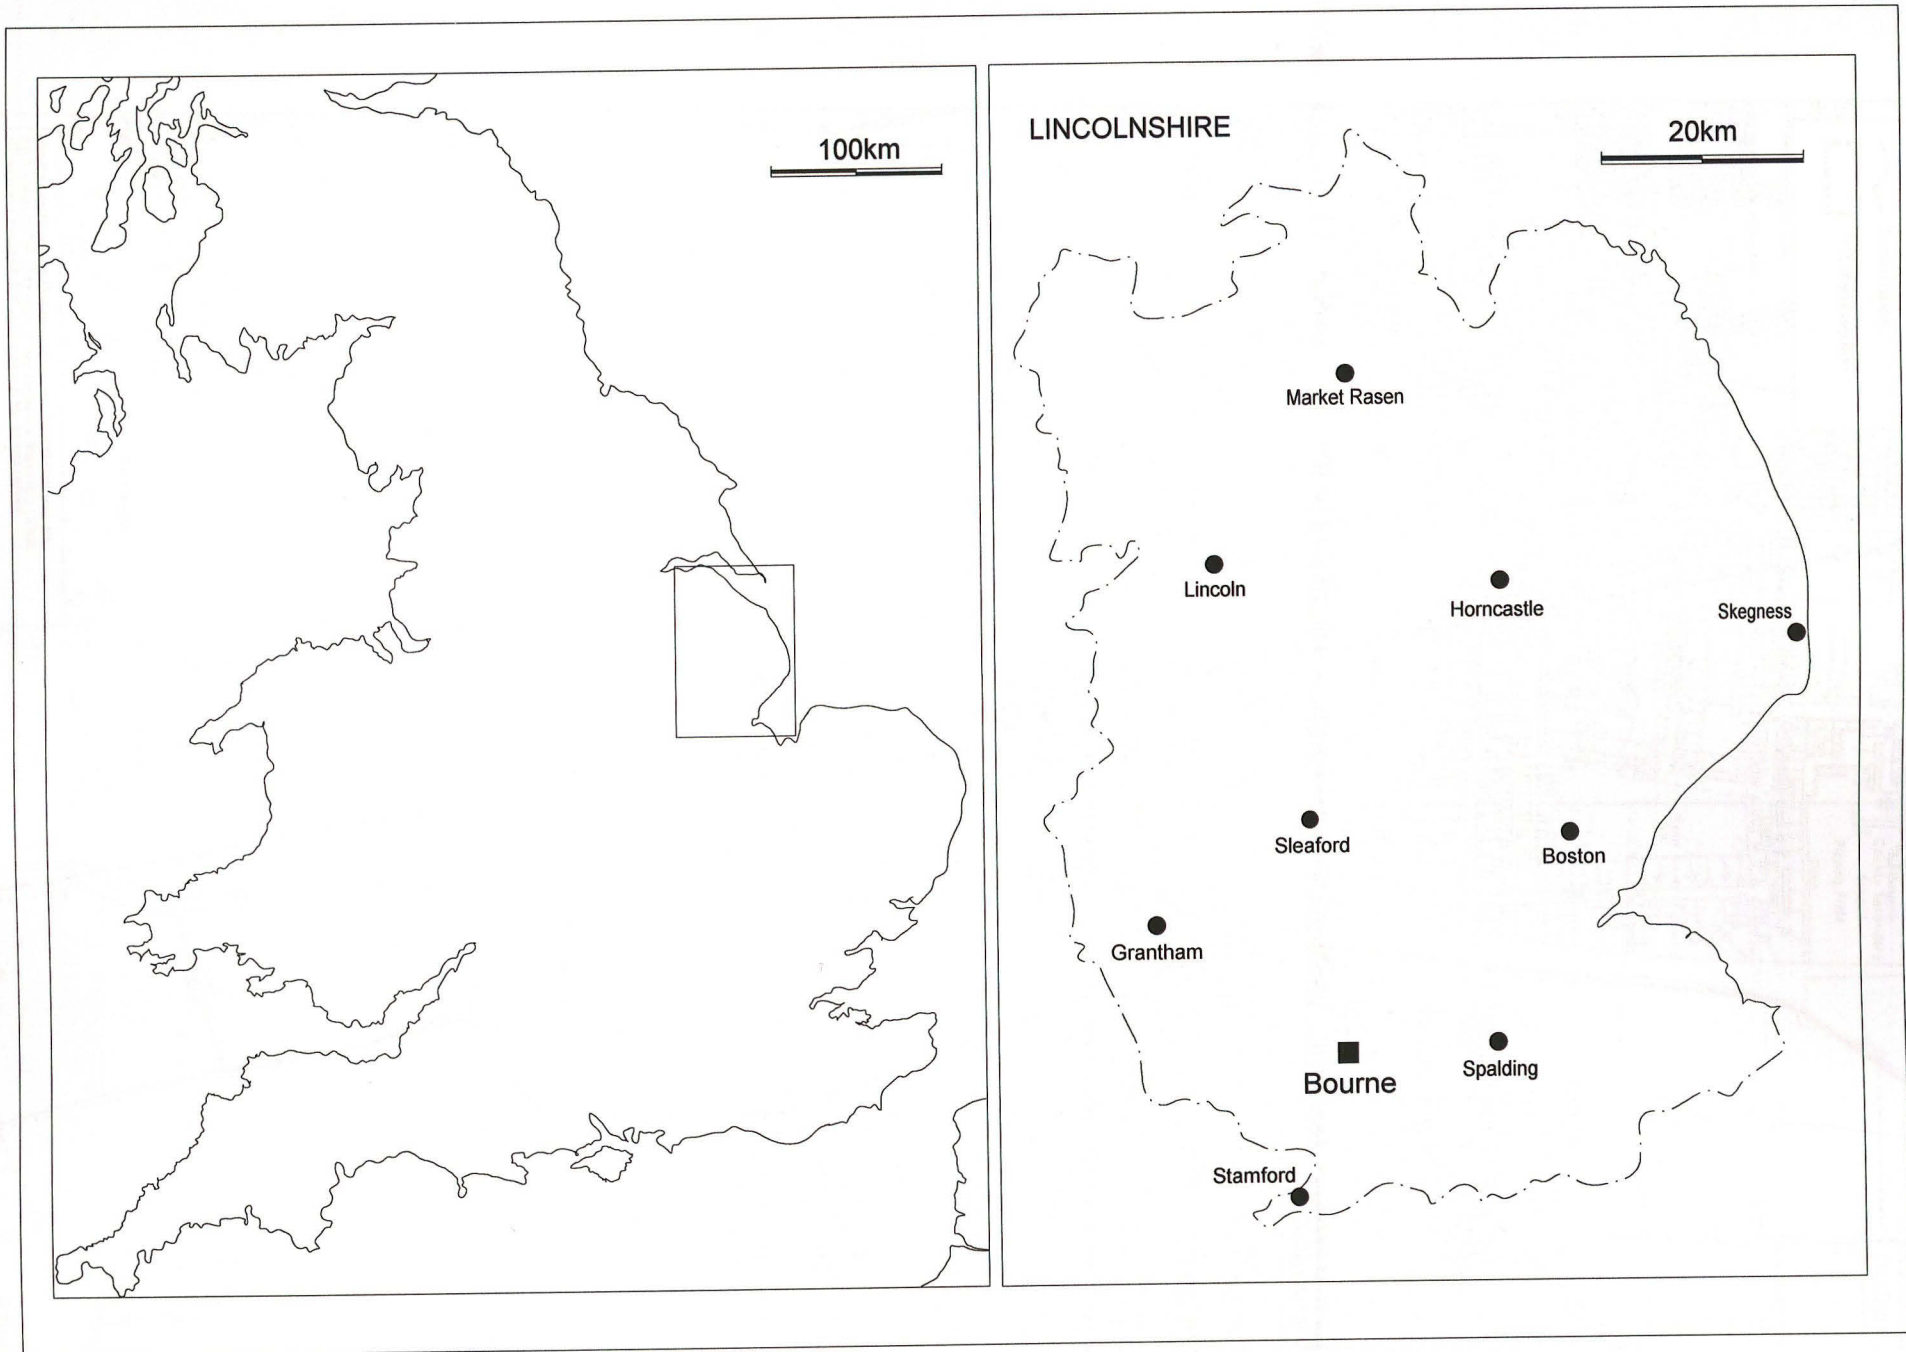 100km
LINCOLNSHIRE
20km
Market Rasen
Lincoln
Horncastle
Skegness
Sleaford
Boston
Grantham
Bourne
Spalding
Stamford